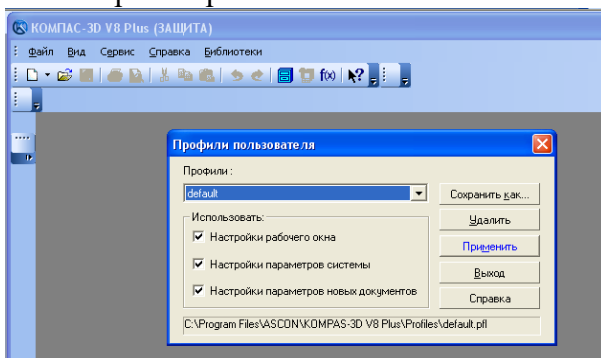 КОМПАС-3D V8 Plus (ЗАЩИТА)
Файл Вид Сервис Справка Библиотеки
f(x)
Профили пользователя
Профили :
default
Сохранить как...
Использовать:
Удалить
Настройки рабочего окна
Применить
Настройки параметров системы
Выход
Настройки параметров новых документов
Справка
C:\Program Files\ASCON\KOMPAS-3D V8 Plus\Profiles\default.pfl